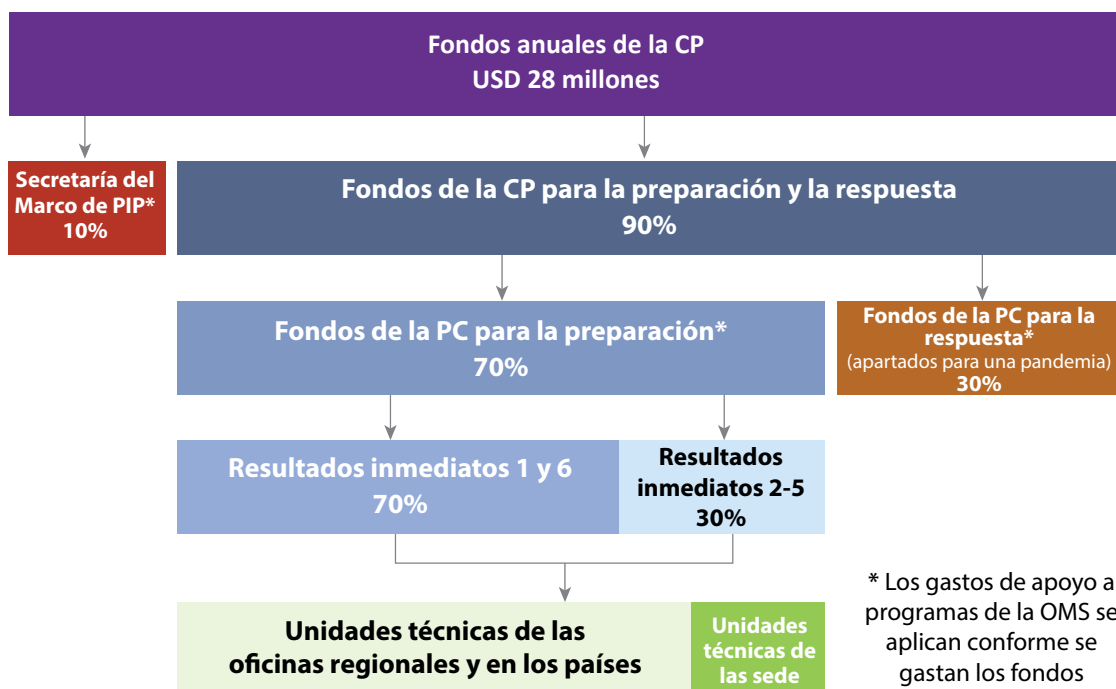 Fondos anuales de la CP
USD 28 millones
Secretaría del
Marco de PIP*
10%
Fondos de la CP para la preparación y la respuesta
90%
Fondos de la PC para la preparación*
70%
Fondos de la PC para la
respuesta*
(apartados para una pandemia)
30%
Resultados inmediatos 1 y 6
70%
Resultados
inmediatos 2-5
30%
Unidades técnicas de las
oficinas regionales y en los países
Unidades
técnicas de
las sede
* Los gastos de apoyo a
programas de la OMS se
aplican conforme se
gastan los fondos